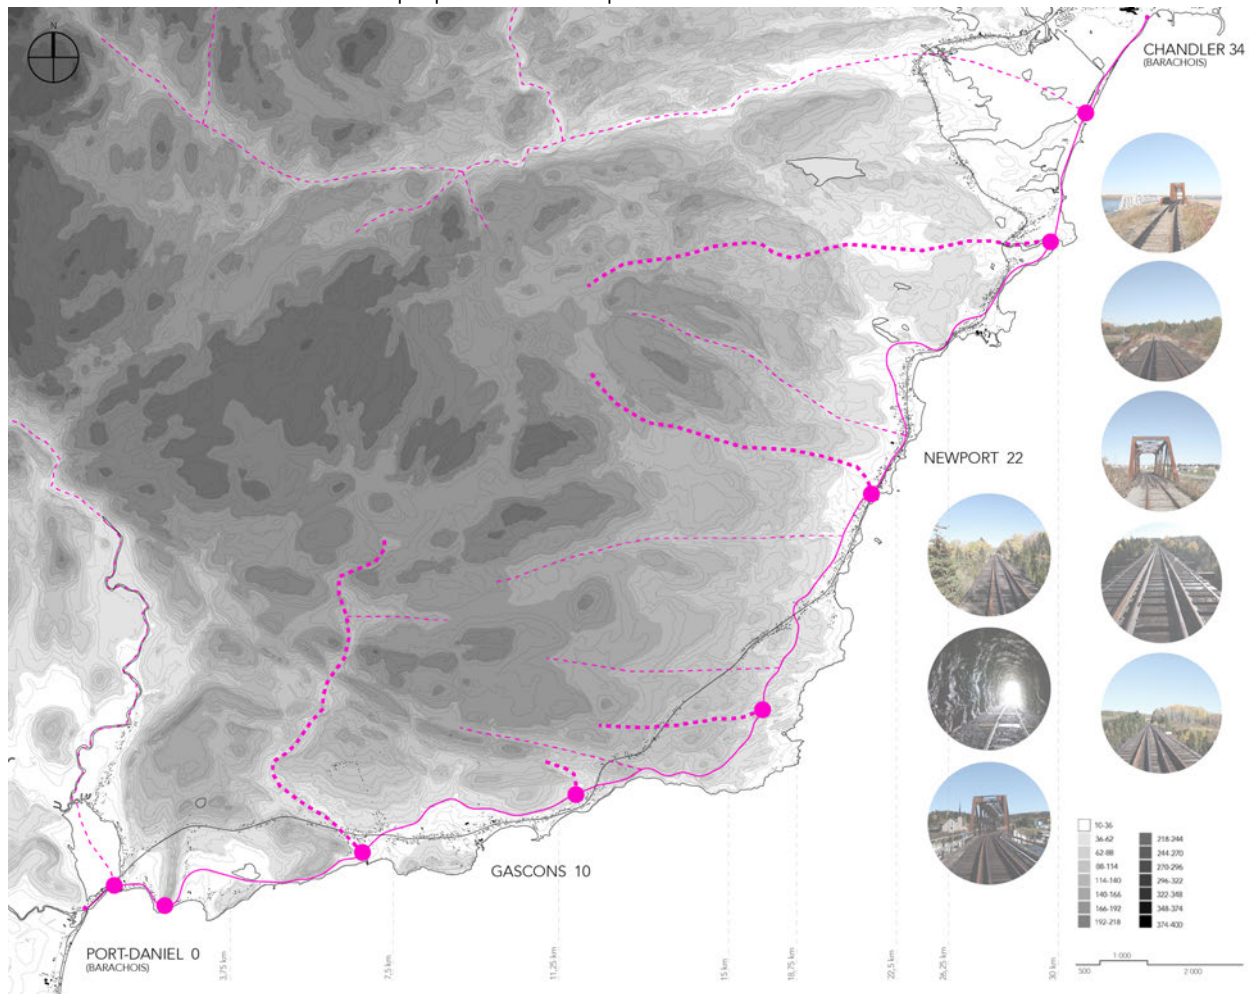 N
CHANDLER 34
(BARACHOIS)
NEWPORT 22
GASCONS 10
PORT-DANIEL 0
(BARACHOIS)
3,75 km
7,5 km
11,25 km
15 km
18,75 km
22,5 km
26,25 km
30 km
10-36
36-62
62-88
88-114
114-140
140-166
166-192
192-218
218-244
244-270
270-296
296-322
322-348
348-374
374-400
500
1 000
2 000